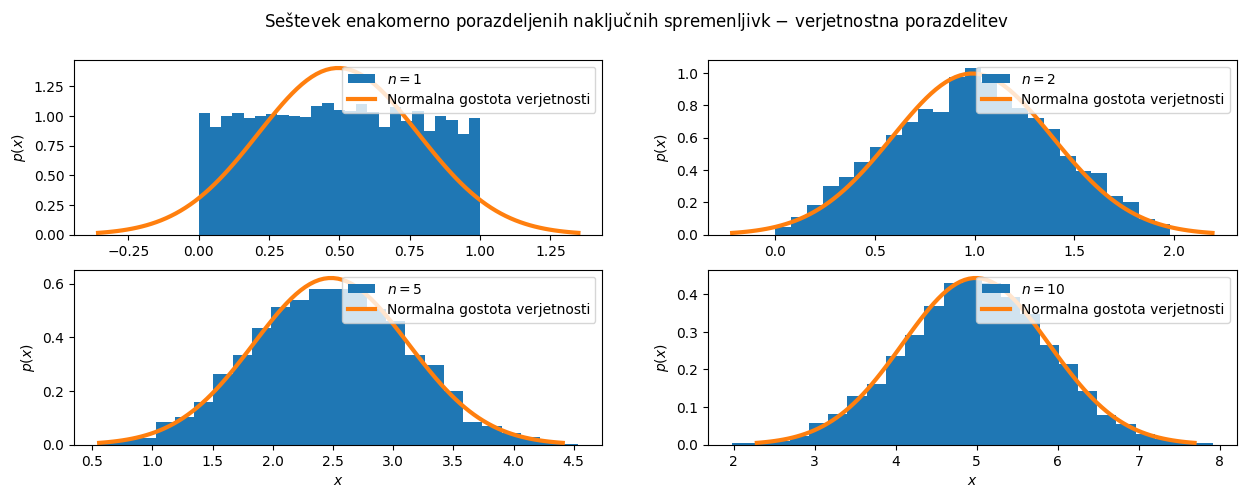 Seštevek enakomerno porazdeljenih naključnih spremenljivk − verjetnostna porazdelitev
n = 1
Normalna gostota verjetnosti
p(x)
1.25
1.00
0.75
0.50
0.25
0.00
−0.25 0.00 0.25 0.50 0.75 1.00 1.25
n = 2
Normalna gostota verjetnosti
p(x)
1.0
0.8
0.6
0.4
0.2
0.0
0.0 0.5 1.0 1.5 2.0
n = 5
Normalna gostota verjetnosti
p(x)
0.6
0.4
0.2
0.0
0.5 1.0 1.5 2.0 2.5 3.0 3.5 4.0 4.5
x
n = 10
Normalna gostota verjetnosti
p(x)
0.4
0.3
0.2
0.1
0.0
2 3 4 5 6 7 8
x